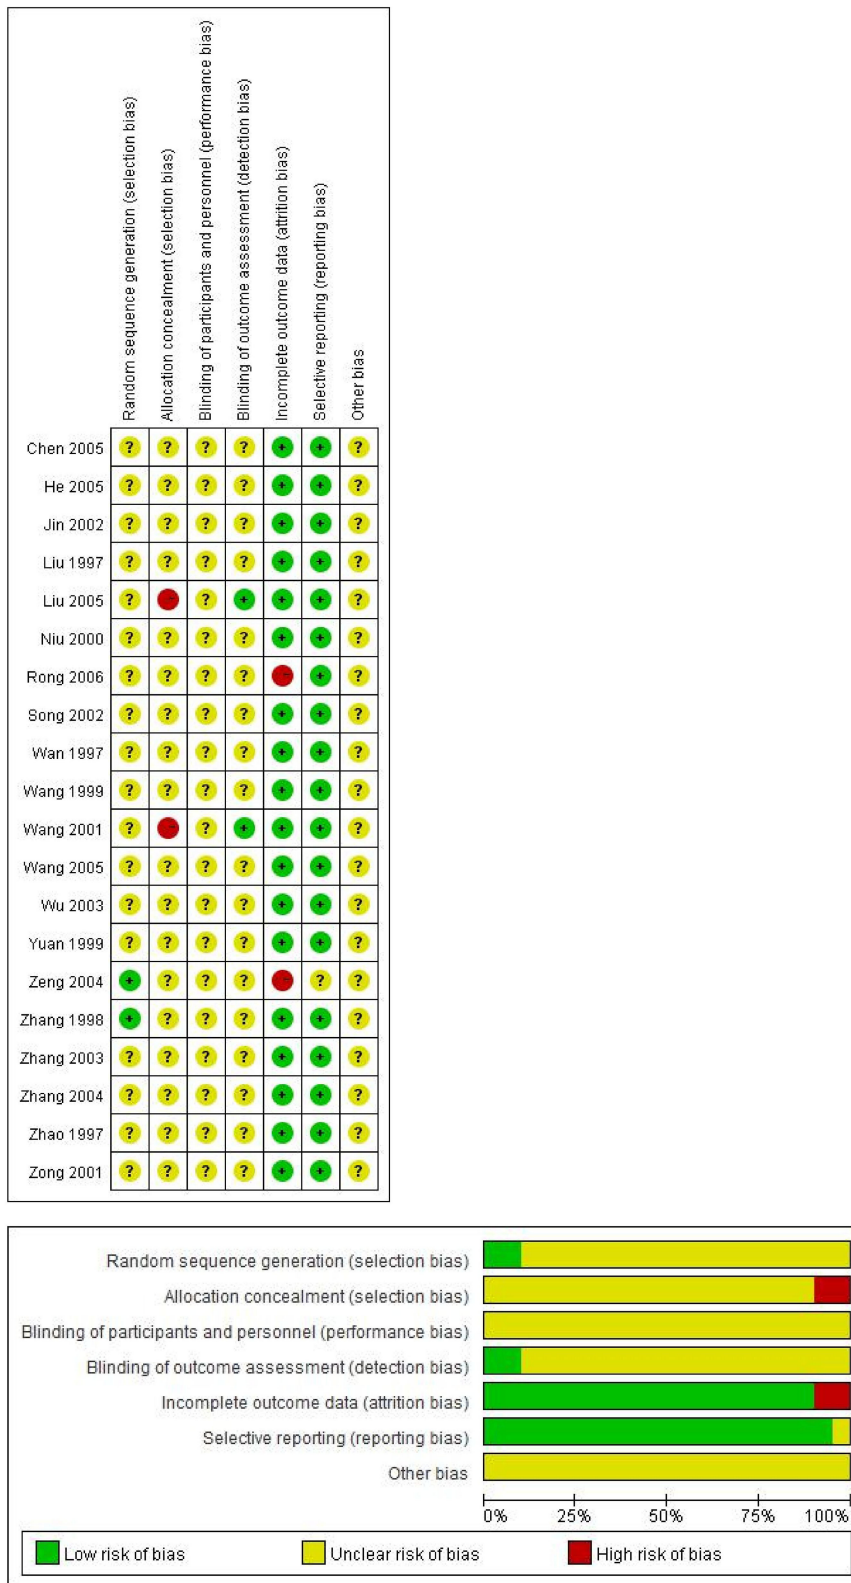 Random sequence generation (selection bias)
Allocation concealment (selection bias)
Blinding of participants and personnel (performance bias)
Blinding of outcome assessment (detection bias)
Incomplete outcome data (attrition bias)
Selective reporting (reporting bias)
Other bias
Chen 2005 ? ? ? ? + + ?
He 2005 ? ? ? ? + + ?
Jin 2002 ? ? ? ? + + ?
Liu 1997 ? ? ? ? + + ?
Liu 2005 ? - ? + + + ?
Niu 2000 ? ? ? ? + + ?
Rong 2006 ? ? ? ? - + ?
Song 2002 ? ? ? ? + + ?
Wan 1997 ? ? ? ? + + ?
Wang 1999 ? ? ? ? + + ?
Wang 2001 ? - ? + + + ?
Wang 2005 ? ? ? ? + + ?
Wu 2003 ? ? ? ? + + ?
Yuan 1999 ? ? ? ? + + ?
Zeng 2004 + ? ? ? - ? ?
Zhang 1998 + ? ? ? + + ?
Zhang 2003 ? ? ? ? + + ?
Zhang 2004 ? ? ? ? + + ?
Zhao 1997 ? ? ? ? + + ?
Zong 2001 ? ? ? ? + + ?
Random sequence generation (selection bias)
Allocation concealment (selection bias)
Blinding of participants and personnel (performance bias)
Blinding of outcome assessment (detection bias)
Incomplete outcome data (attrition bias)
Selective reporting (reporting bias)
Other bias
0% 25% 50% 75% 100%
Low risk of bias Unclear risk of bias High risk of bias